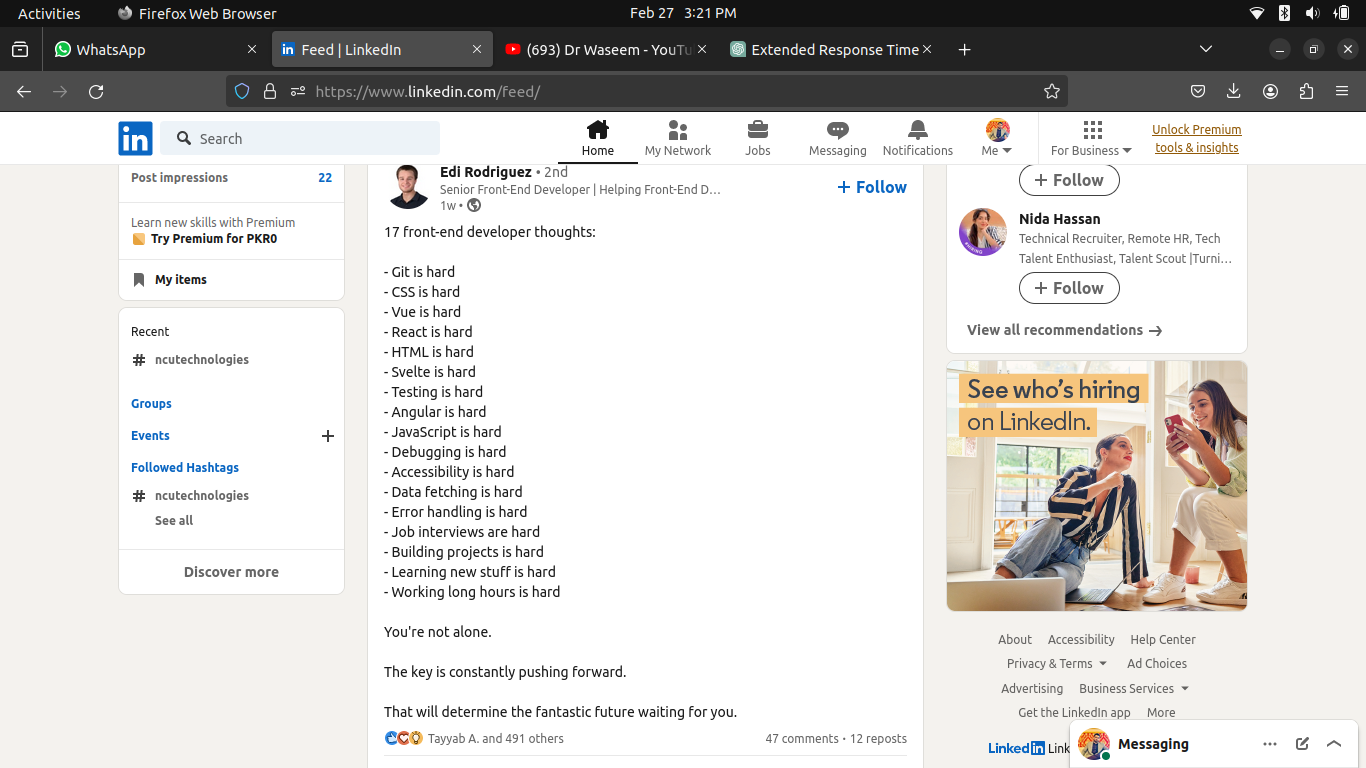 Activities
Firefox Web Browser
Feb 27 3:21 PM
WhatsApp
Feed | LinkedIn
(693) Dr Waseem - YouTu
Extended Response Time
https://www.linkedin.com/feed/
in
Search
Home
My Network
Jobs
Messaging
Notifications
Me
For Business
Unlock Premium
tools & insights
Post impressions 22
Learn new skills with Premium
Try Premium for PKR0
My items
Recent
# ncutechnologies
Groups
Events +
Followed Hashtags
# ncutechnologies
See all
Discover more
Edi Rodriguez • 2nd
Senior Front-End Developer | Helping Front-End D…
1w •
+ Follow
17 front-end developer thoughts:
- Git is hard
- CSS is hard
- Vue is hard
- React is hard
- HTML is hard
- Svelte is hard
- Testing is hard
- Angular is hard
- JavaScript is hard
- Debugging is hard
- Accessibility is hard
- Data fetching is hard
- Error handling is hard
- Job interviews are hard
- Building projects is hard
- Learning new stuff is hard
- Working long hours is hard
You're not alone.
The key is constantly pushing forward.
That will determine the fantastic future waiting for you.
Tayyab A. and 491 others
47 comments • 12 reposts
+ Follow
Nida Hassan
Technical Recruiter, Remote HR, Tech
Talent Enthusiast, Talent Scout |Turni…
+ Follow
View all recommendations →
See who's hiring
on LinkedIn.
About Accessibility Help Center
Privacy & Terms Ad Choices
Advertising Business Services
Get the LinkedIn app More
Linked in Link
Messaging